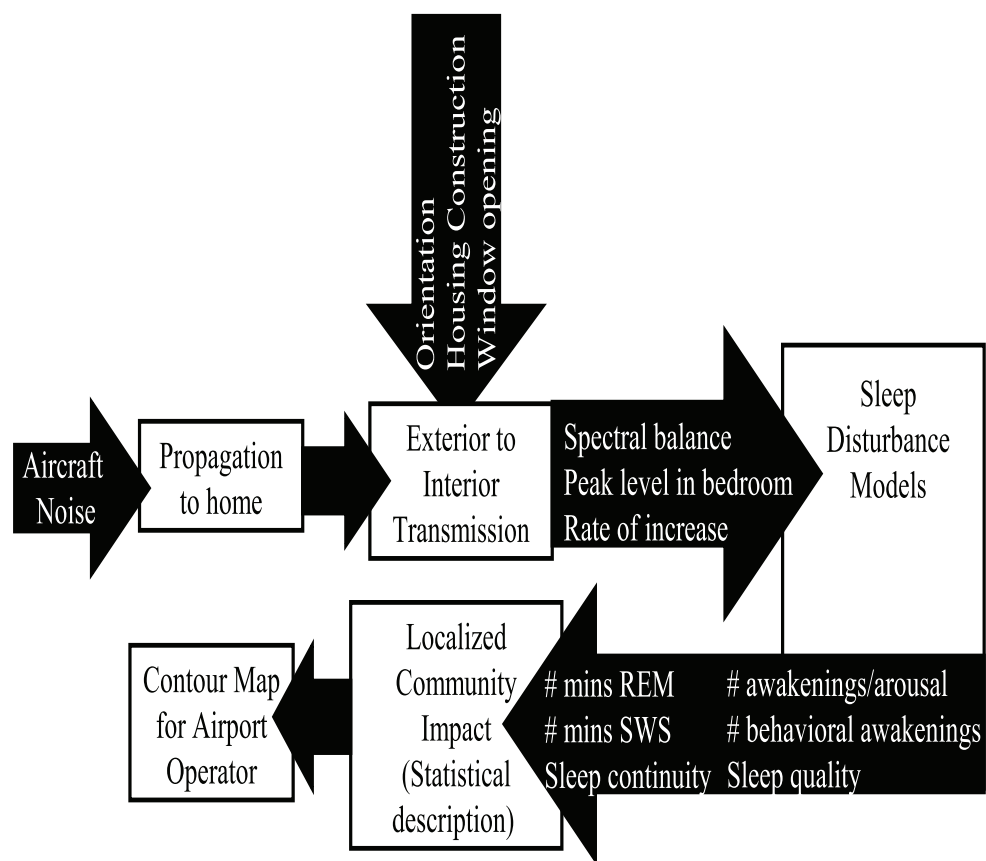 Orientation
Housing Construction
Window opening
Aircraft
Noise
Propagation
to home
Exterior to
Interior
Transmission
Spectral balance
Peak level in bedroom
Rate of increase
Sleep
Disturbance
Models
# mins REM
# mins SWS
Sleep continuity
# awakenings/arousal
# behavioral awakenings
Sleep quality
Localized
Community
Impact
(Statistical
description)
Contour Map
for Airport
Operator